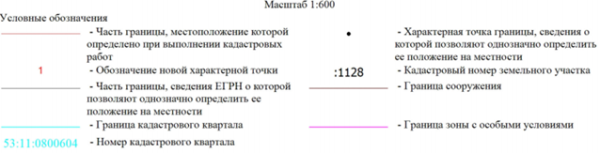 Масштаб 1:600
Условные обозначения
- Часть границы, местоположение которой
определено при выполнении кадастровых
работ
- Характерная точка границы, сведения о
которой позволяют однозначно определить
ее положение на местности
1
- Обозначение новой характерной точки
:1128
- Кадастровый номер земельного участка
- Часть границы, сведения ЕГРН о которой
позволяют однозначно определить ее
положение на местности
- Граница сооружения
- Граница кадастрового квартала
- Граница зоны с особыми условиями
53:11:0800604
- Номер кадастрового квартала